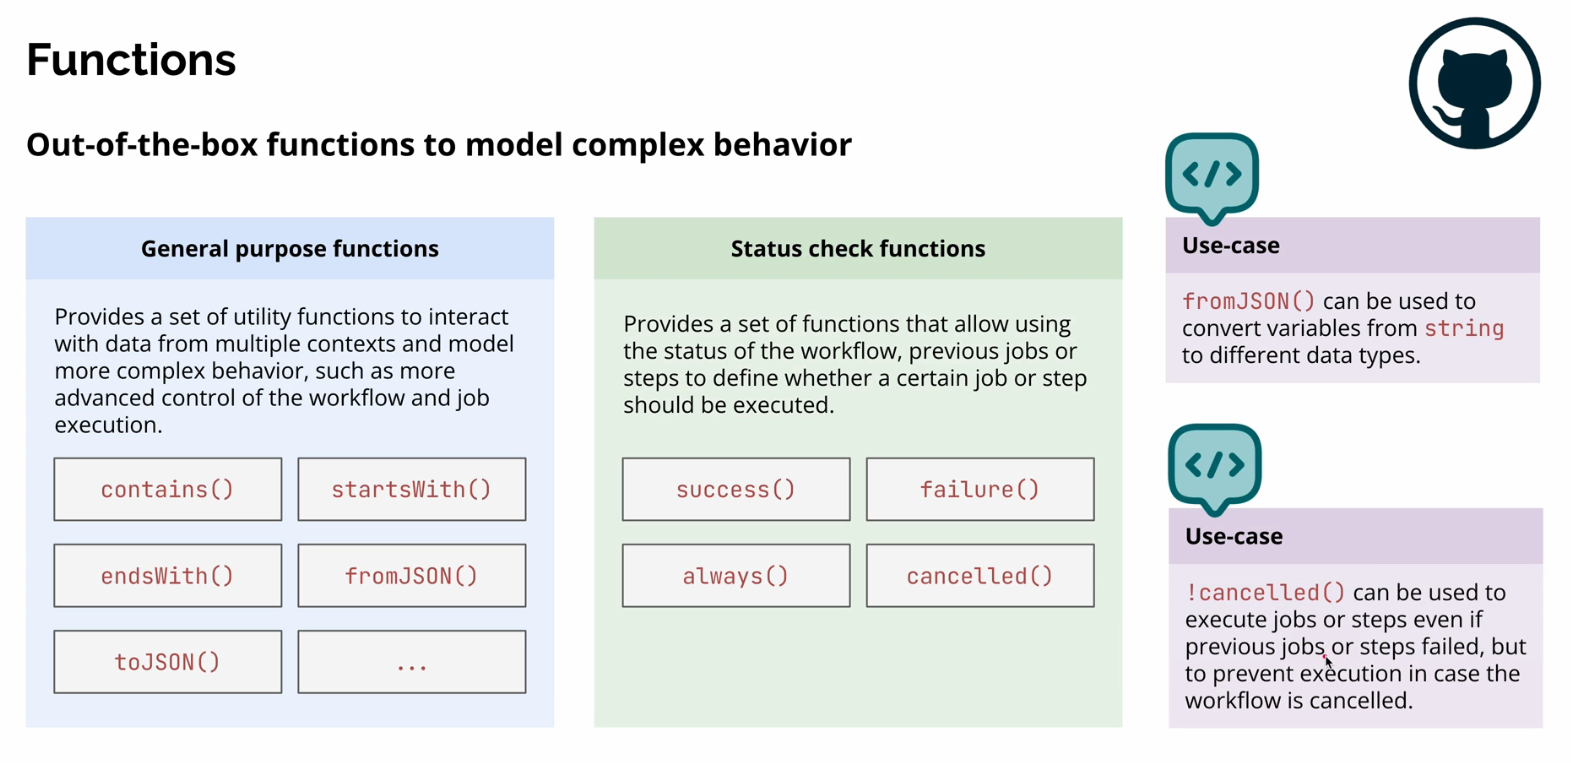 Functions
Out-of-the-box functions to model complex behavior
General purpose functions
Provides a set of utility functions to interact
with data from multiple contexts and model
more complex behavior, such as more
advanced control of the workflow and job
execution.
contains()
startsWith()
endsWith()
fromJSON()
toJSON()
...
Status check functions
Provides a set of functions that allow using
the status of the workflow, previous jobs or
steps to define whether a certain job or step
should be executed.
success()
failure()
always()
cancelled()
</>
Use-case
fromJSON() can be used to
convert variables from string
to different data types.
</>
Use-case
!cancelled() can be used to
execute jobs or steps even if
previous jobs or steps failed, but
to prevent execution in case the
workflow is cancelled.